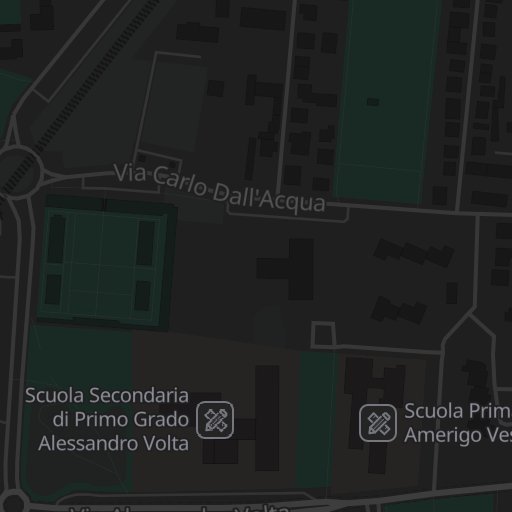 Via Carlo Dall'Acqua
Scuola Secondaria
di Primo Grado
Alessandro Volta
Scuola Prim
Amerigo Ves